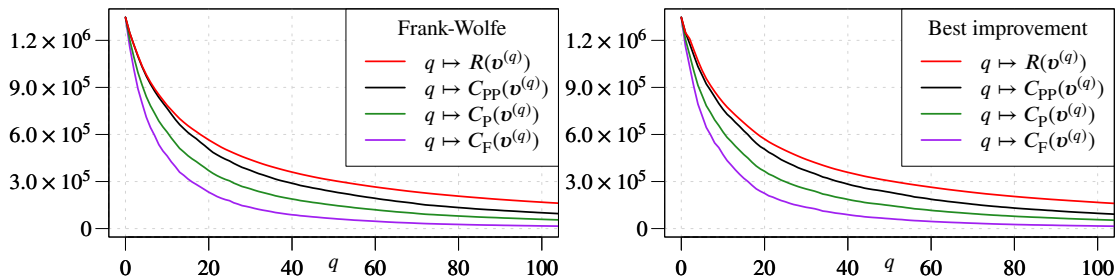 Frank-Wolfe
q ↦ R(𝝊^(q))
q ↦ C_PP(𝝊^(q))
q ↦ C_P(𝝊^(q))
q ↦ C_F(𝝊^(q))
1.2 × 10^6
9.0 × 10^5
6.0 × 10^5
3.0 × 10^5
0
0 20 q 40 60 80 100
Best improvement
q ↦ R(𝝊^(q))
q ↦ C_PP(𝝊^(q))
q ↦ C_P(𝝊^(q))
q ↦ C_F(𝝊^(q))
1.2 × 10^6
9.0 × 10^5
6.0 × 10^5
3.0 × 10^5
0
0 20 40 q 60 80 100